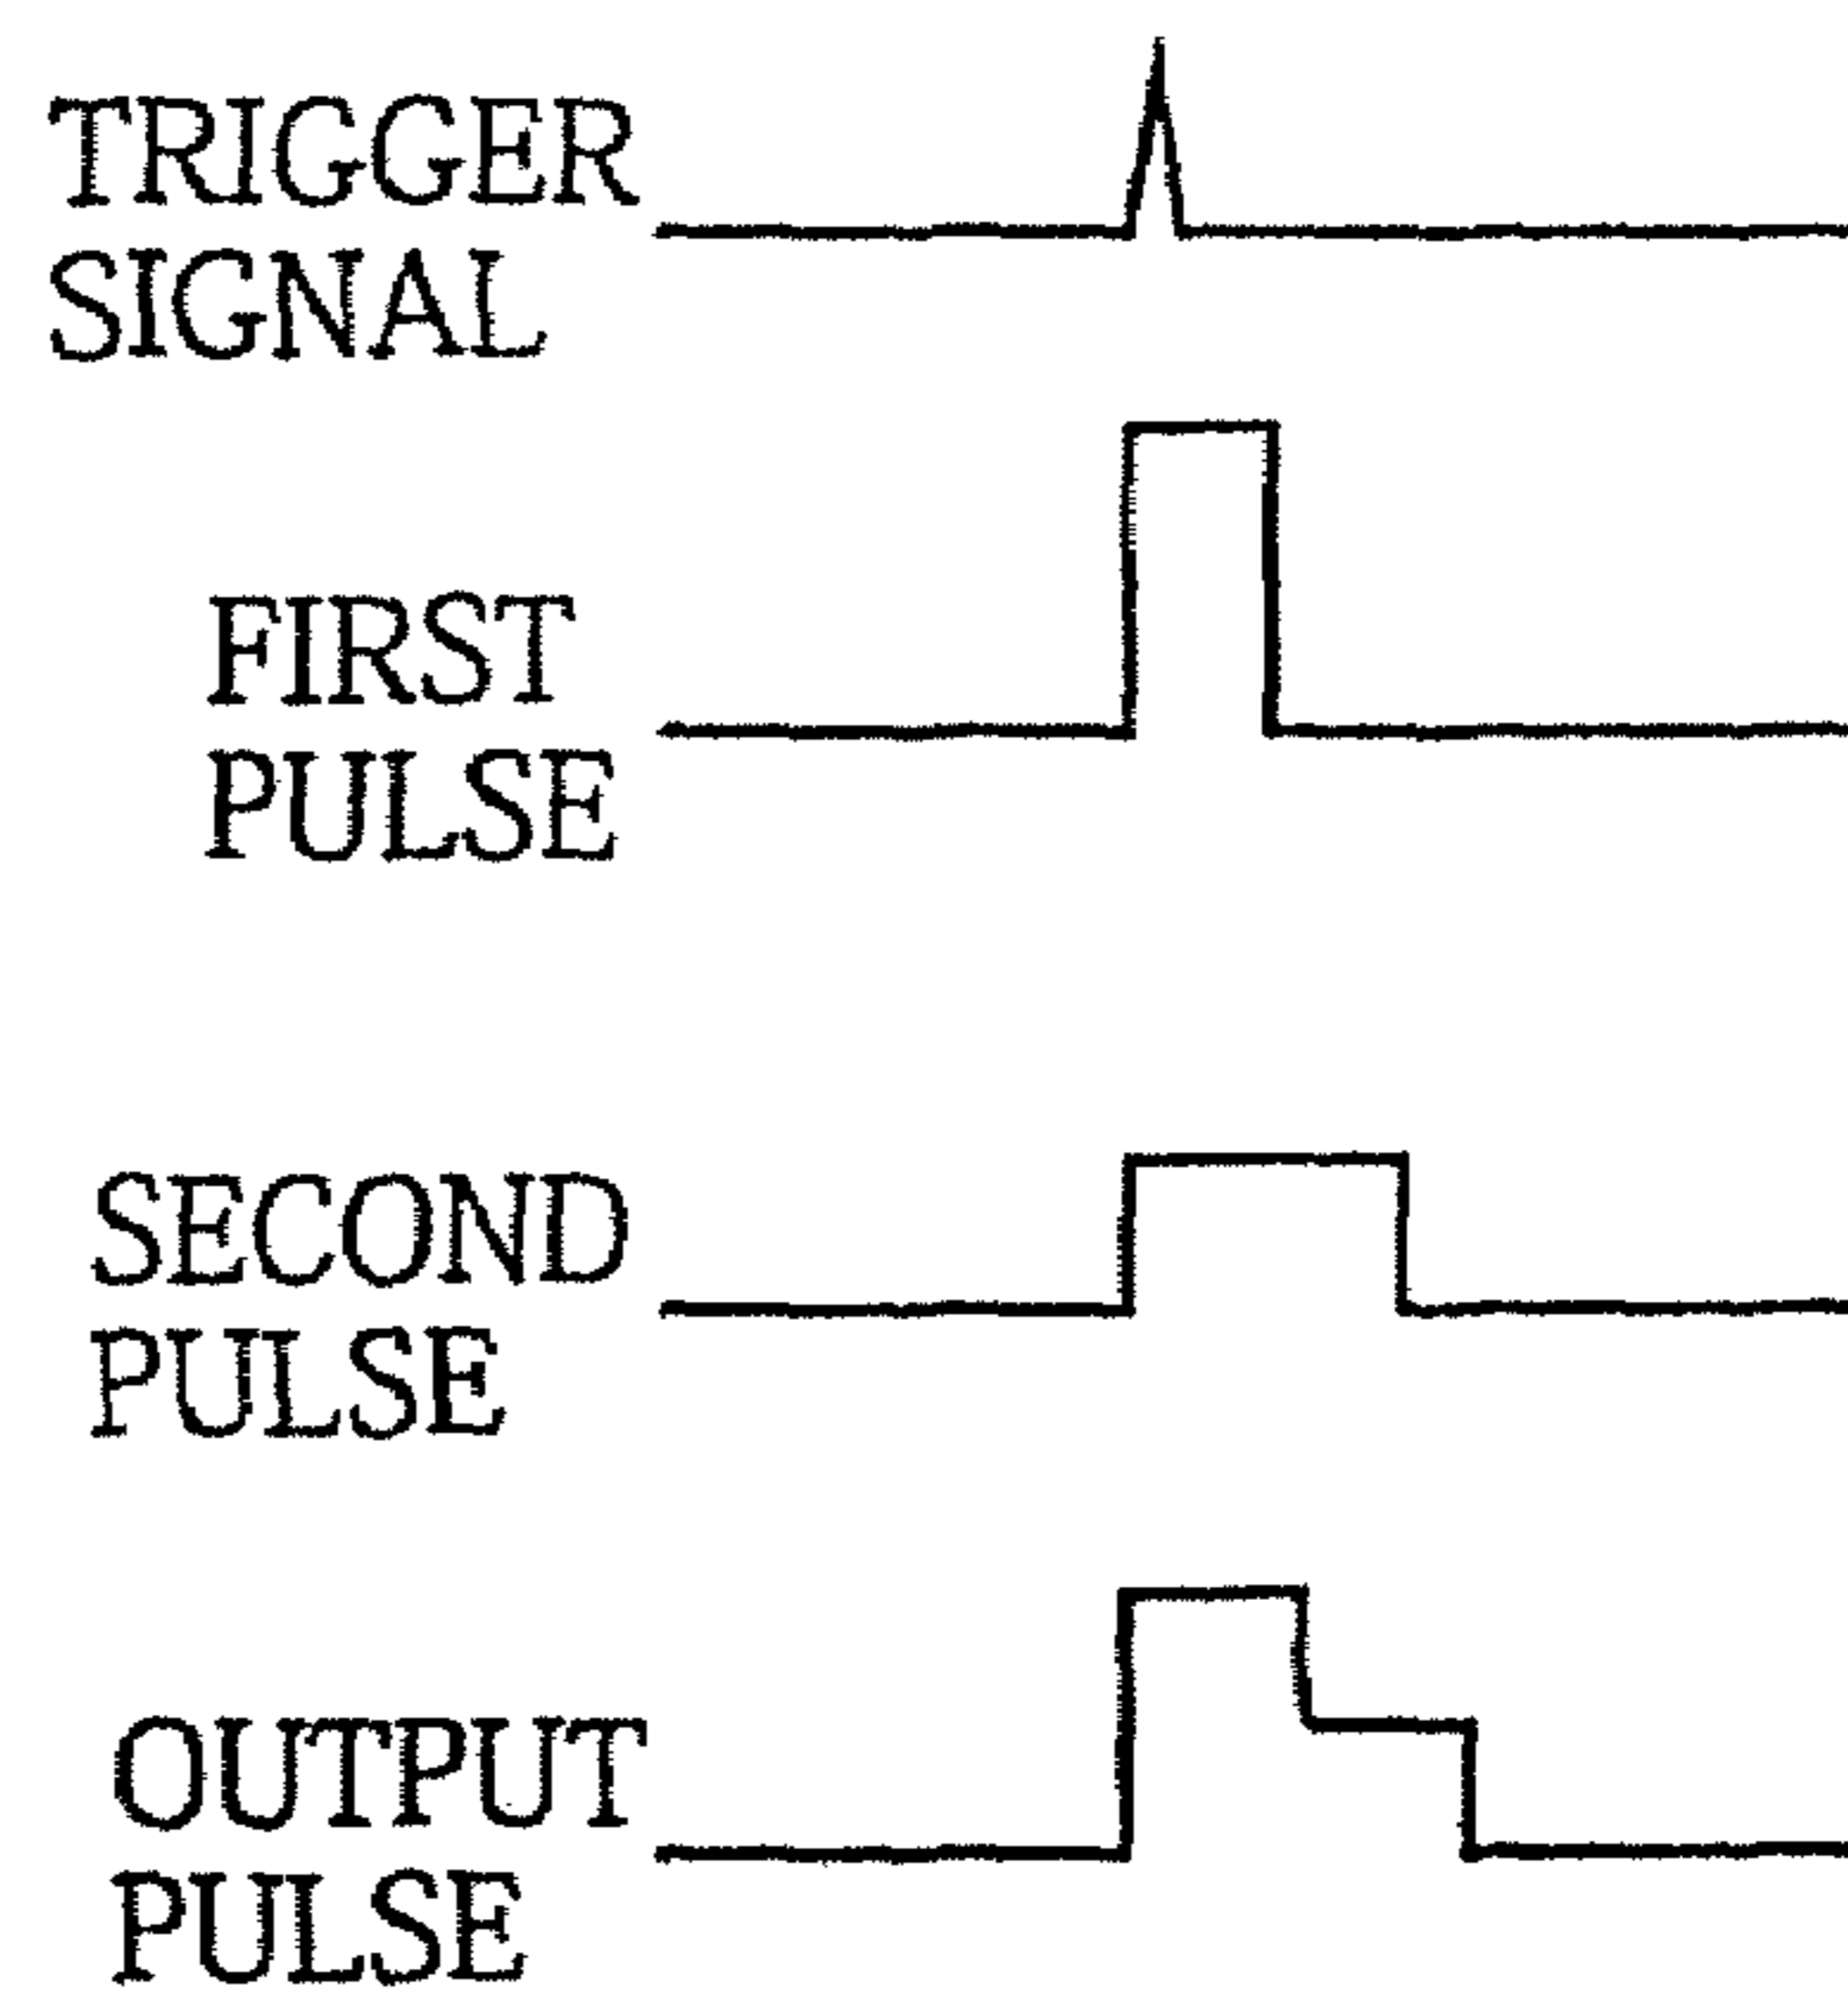 TRIGGER
SIGNAL
FIRST
PULSE
SECOND
PULSE
OUTPUT
PULSE